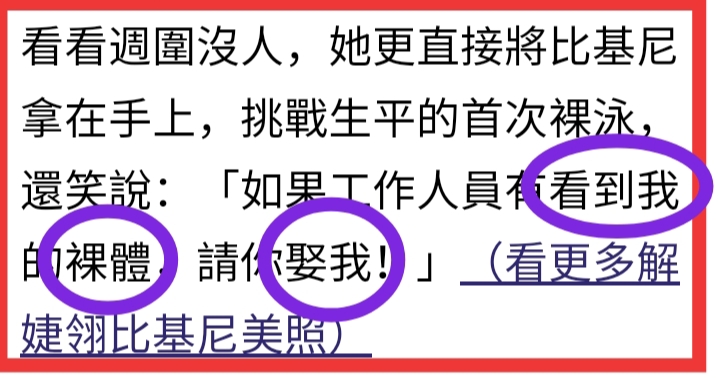 看看週圍沒人，她更直接將比基尼
拿在手上，挑戰生平的首次裸泳，
還笑說：「如果工作人員有看到我
的裸體，請你娶我！」（看更多解
婕翎比基尼美照）